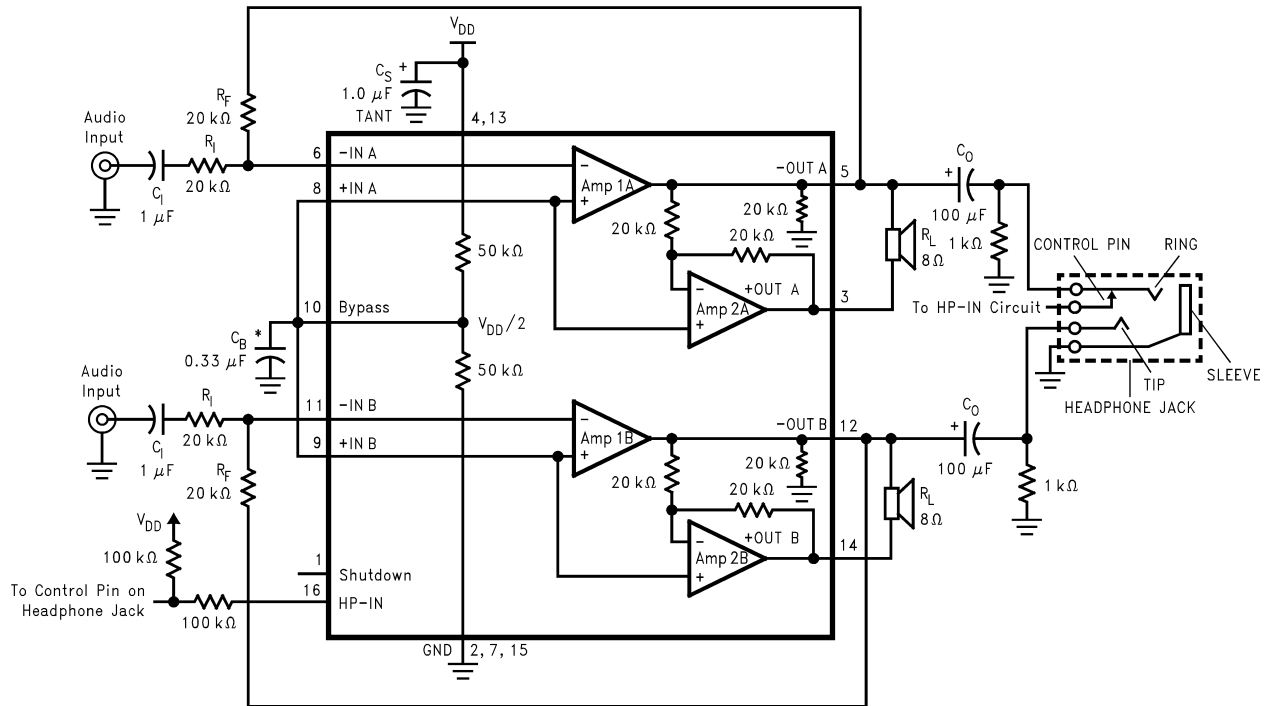 V_DD
C_S +
1.0 μF
TANT
4,13
R_F
20 kΩ
Audio
Input
R_I
20 kΩ
C_I
1 μF
6
-IN A
8
+IN A
-
+
Amp 1A
-OUT A
5
20 kΩ
20 kΩ
20 kΩ
50 kΩ
-
+
Amp 2A
+OUT A
3
R_L
8Ω
C_O
+
100 μF
1 kΩ
CONTROL PIN
RING
To HP-IN Circuit
TIP
SLEEVE
HEADPHONE JACK
10
Bypass
V_DD/2
C_B *
0.33 μF
50 kΩ
Audio
Input
R_I
20 kΩ
C_I
1 μF
R_F
20 kΩ
11
-IN B
9
+IN B
-
+
Amp 1B
-OUT B
12
20 kΩ
20 kΩ
20 kΩ
-
+
Amp 2B
+OUT B
14
R_L
8Ω
C_O
+
100 μF
1 kΩ
V_DD
100 kΩ
To Control Pin on
Headphone Jack
100 kΩ
1
Shutdown
16
HP-IN
GND
2, 7, 15